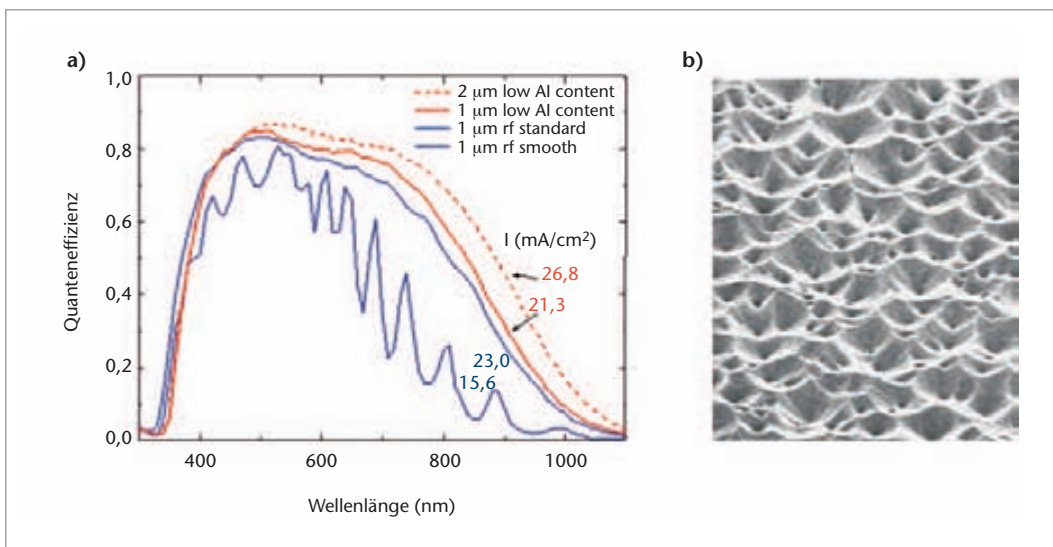 a)
1,0
0,8
0,6
0,4
0,2
0,0
Quanteneffizienz
2 µm low Al content
1 µm low Al content
1 µm rf standard
1 µm rf smooth
I (mA/cm²)
26,8
21,3
23,0
15,6
400
600
800
1000
Wellenlänge (nm)
b)